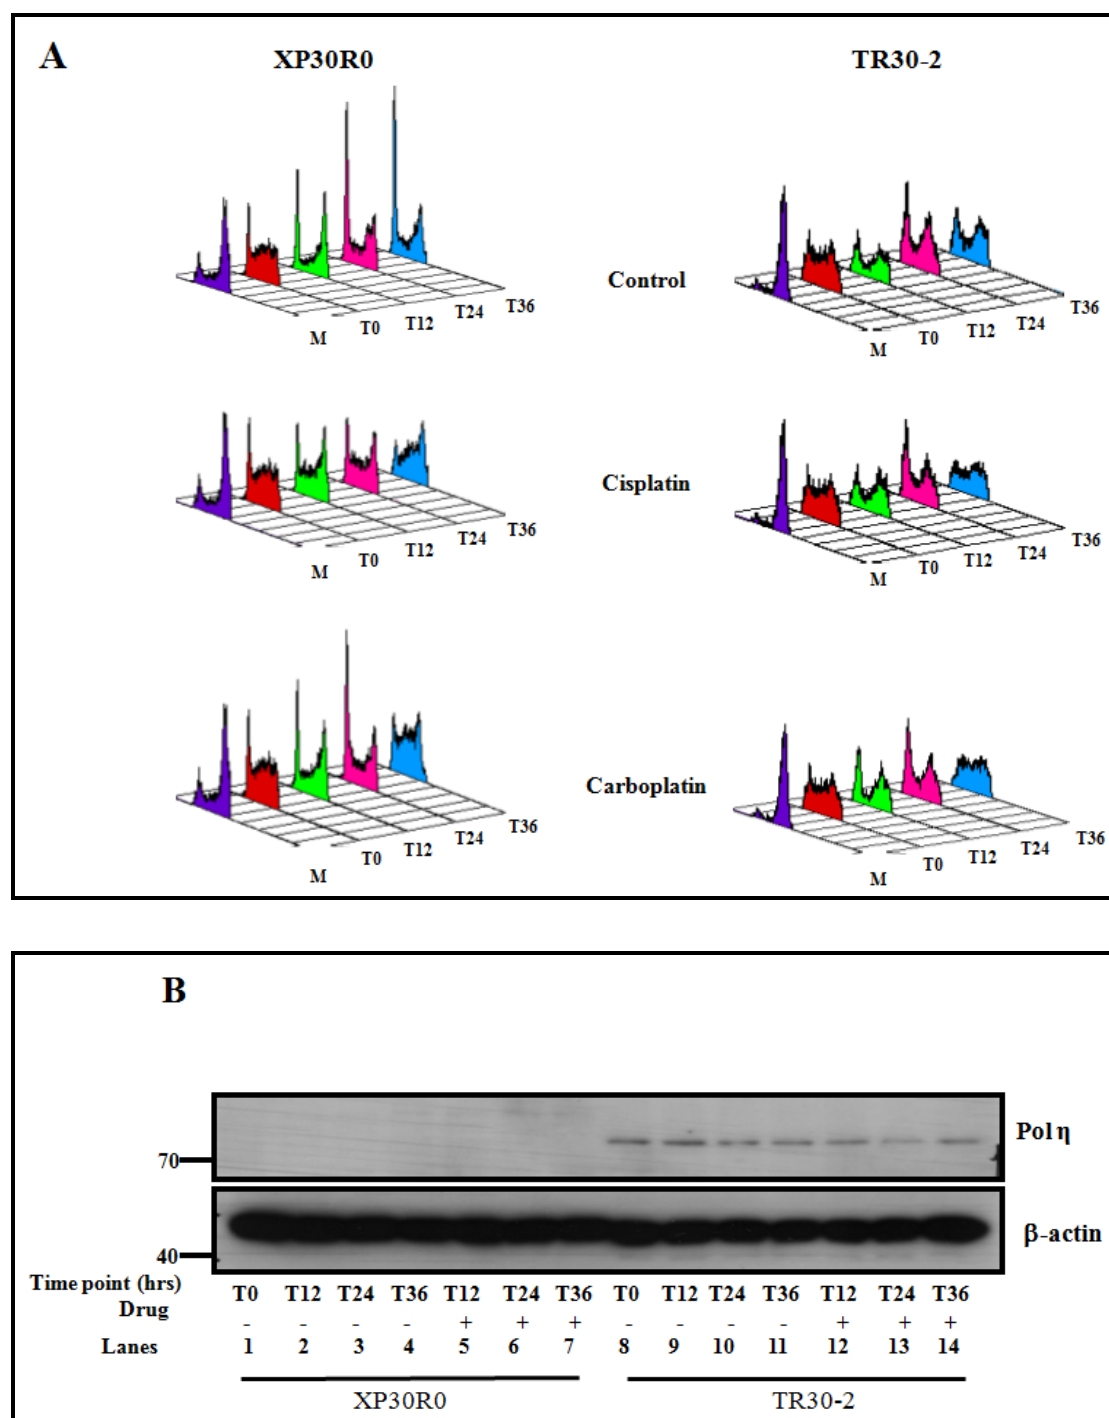 A
XP30R0
TR30-2
M T0 T12 T24 T36
Control
M T0 T12 T24 T36
M T0 T12 T24 T36
Cisplatin
M T0 T12 T24 T36
M T0 T12 T24 T36
Carboplatin
M T0 T12 T24 T36
B
Pol η
70
β-actin
40
Time point (hrs) T0 T12 T24 T36 T12 T24 T36 T0 T12 T24 T36 T12 T24 T36
Drug - - - - + + + - - - - + + +
Lanes 1 2 3 4 5 6 7 8 9 10 11 12 13 14
XP30R0 TR30-2